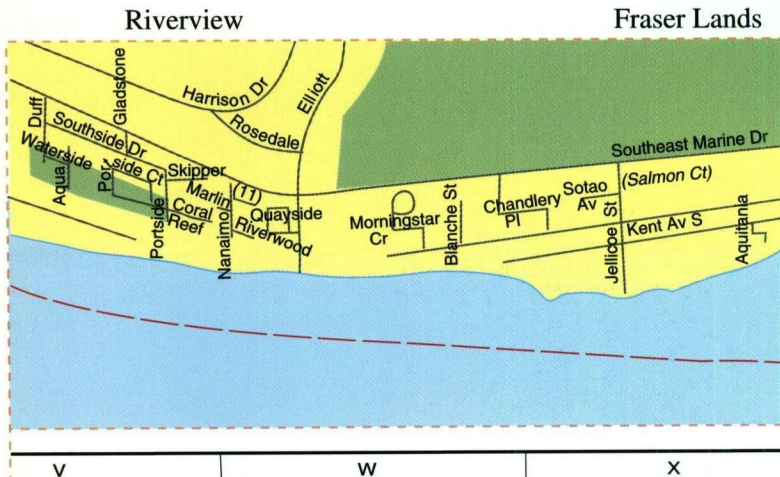 Riverview
Fraser Lands
Harrison Dr
Elliott
Rosedale
Gladstone
Duff
Southside Dr
Southeast Marine Dr
Waterside
Portside Ct
Skipper
Aqua
Marlin
(11)
Coral
Reef
Portside
Nanaimo
Quayside
Riverwood
Morningstar
Cr
Blanche St
Chandlery
Pl
Sotao
Av
(Salmon Ct)
Jellicoe St
Kent Av S
Aquitania
V
W
X